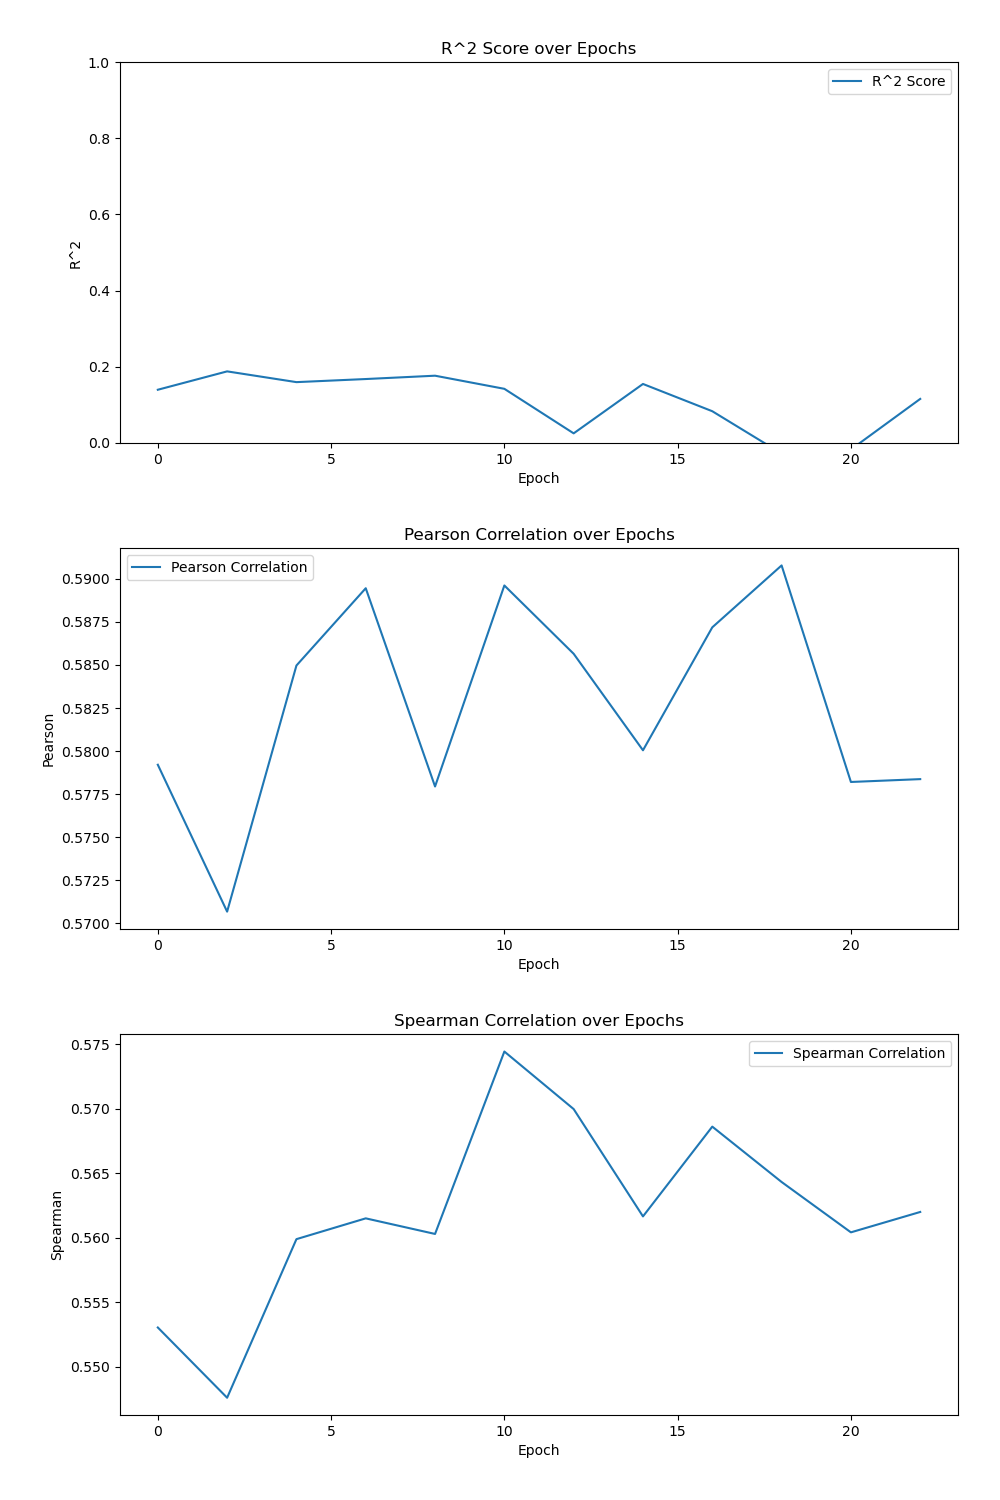 R^2 Score over Epochs
R^2 Score
1.0
0.8
0.6
0.4
0.2
0.0
R^2
0 5 10 15 20
Epoch
Pearson Correlation over Epochs
Pearson Correlation
0.5900
0.5875
0.5850
0.5825
0.5800
0.5775
0.5750
0.5725
0.5700
Pearson
0 5 10 15 20
Epoch
Spearman Correlation over Epochs
Spearman Correlation
0.575
0.570
0.565
0.560
0.555
0.550
Spearman
0 5 10 15 20
Epoch